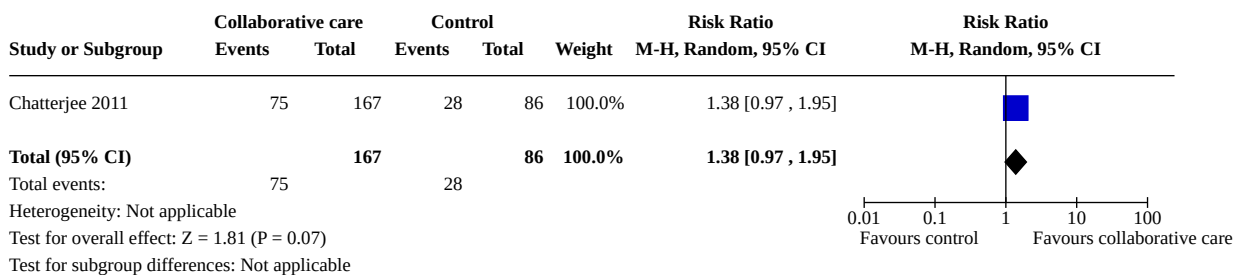 Collaborative care Control Risk Ratio Risk Ratio
Study or Subgroup Events Total Events Total Weight M-H, Random, 95% CI M-H, Random, 95% CI
Chatterjee 2011 75 167 28 86 100.0% 1.38 [0.97 , 1.95]
Total (95% CI) 167 86 100.0% 1.38 [0.97 , 1.95]
Total events: 75 28
Heterogeneity: Not applicable
0.01 0.1 1 10 100
Test for overall effect: Z = 1.81 (P = 0.07) Favours control Favours collaborative care
Test for subgroup differences: Not applicable